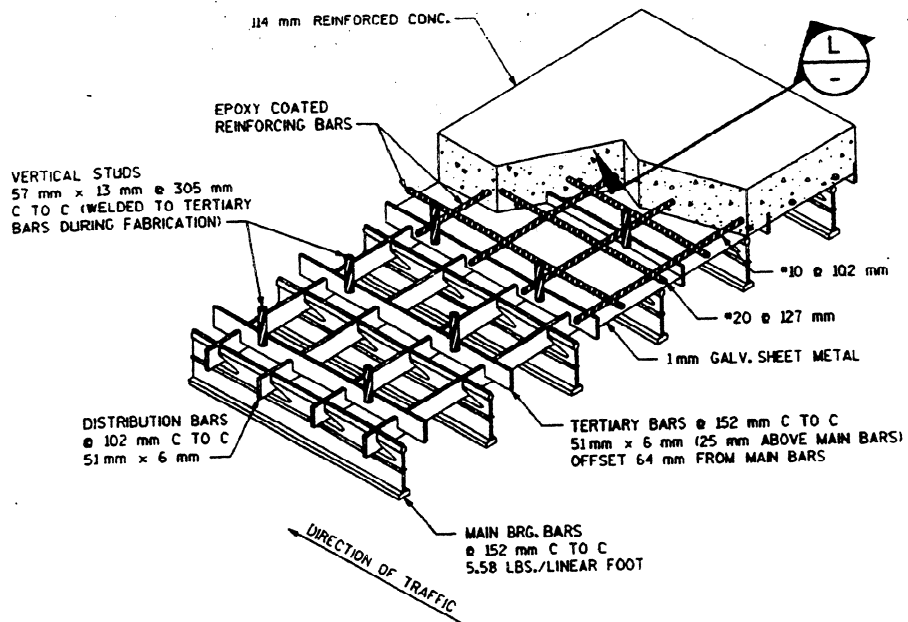 114 mm REINFORCED CONC.
L
-
EPOXY COATED
REINFORCING BARS
VERTICAL STUDS
57 mm x 13 mm @ 305 mm
C TO C (WELDED TO TERTIARY
BARS DURING FABRICATION)
#10 @ 102 mm
#20 @ 127 mm
1 mm GALV. SHEET METAL
DISTRIBUTION BARS
@ 102 mm C TO C
51 mm x 6 mm
TERTIARY BARS @ 152 mm C TO C
51 mm x 6 mm (25 mm ABOVE MAIN BARS)
OFFSET 64 mm FROM MAIN BARS
MAIN BRG. BARS
@ 152 mm C TO C
5.58 LBS./LINEAR FOOT
DIRECTION OF TRAFFIC